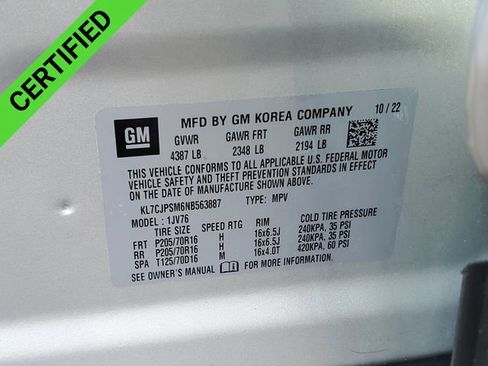 CERTIFIED
GM
MFD BY GM KOREA COMPANY 10/22
GVWR GAWR FRT GAWR RR
4387 LB 2348 LB 2194 LB
THIS VEHICLE CONFORMS TO ALL APPLICABLE U.S. FEDERAL MOTOR
VEHICLE SAFETY AND THEFT PREVENTION STANDARDS IN EFFECT
ON THE DATE OF MANUFACTURE SHOWN ABOVE.
KL7CJPSM6NB563887 TYPE: MPV
MODEL: 1JV76
TIRE SIZE SPEED RTG RIM COLD TIRE PRESSURE
FRT P205/70R16 H 16x6.5J 240KPA, 35 PSI
RR P205/70R16 H 16x6.5J 240KPA, 35 PSI
SPA T125/70D16 M 16x4.0T 420KPA, 60 PSI
SEE OWNER'S MANUAL FOR MORE INFORMATION